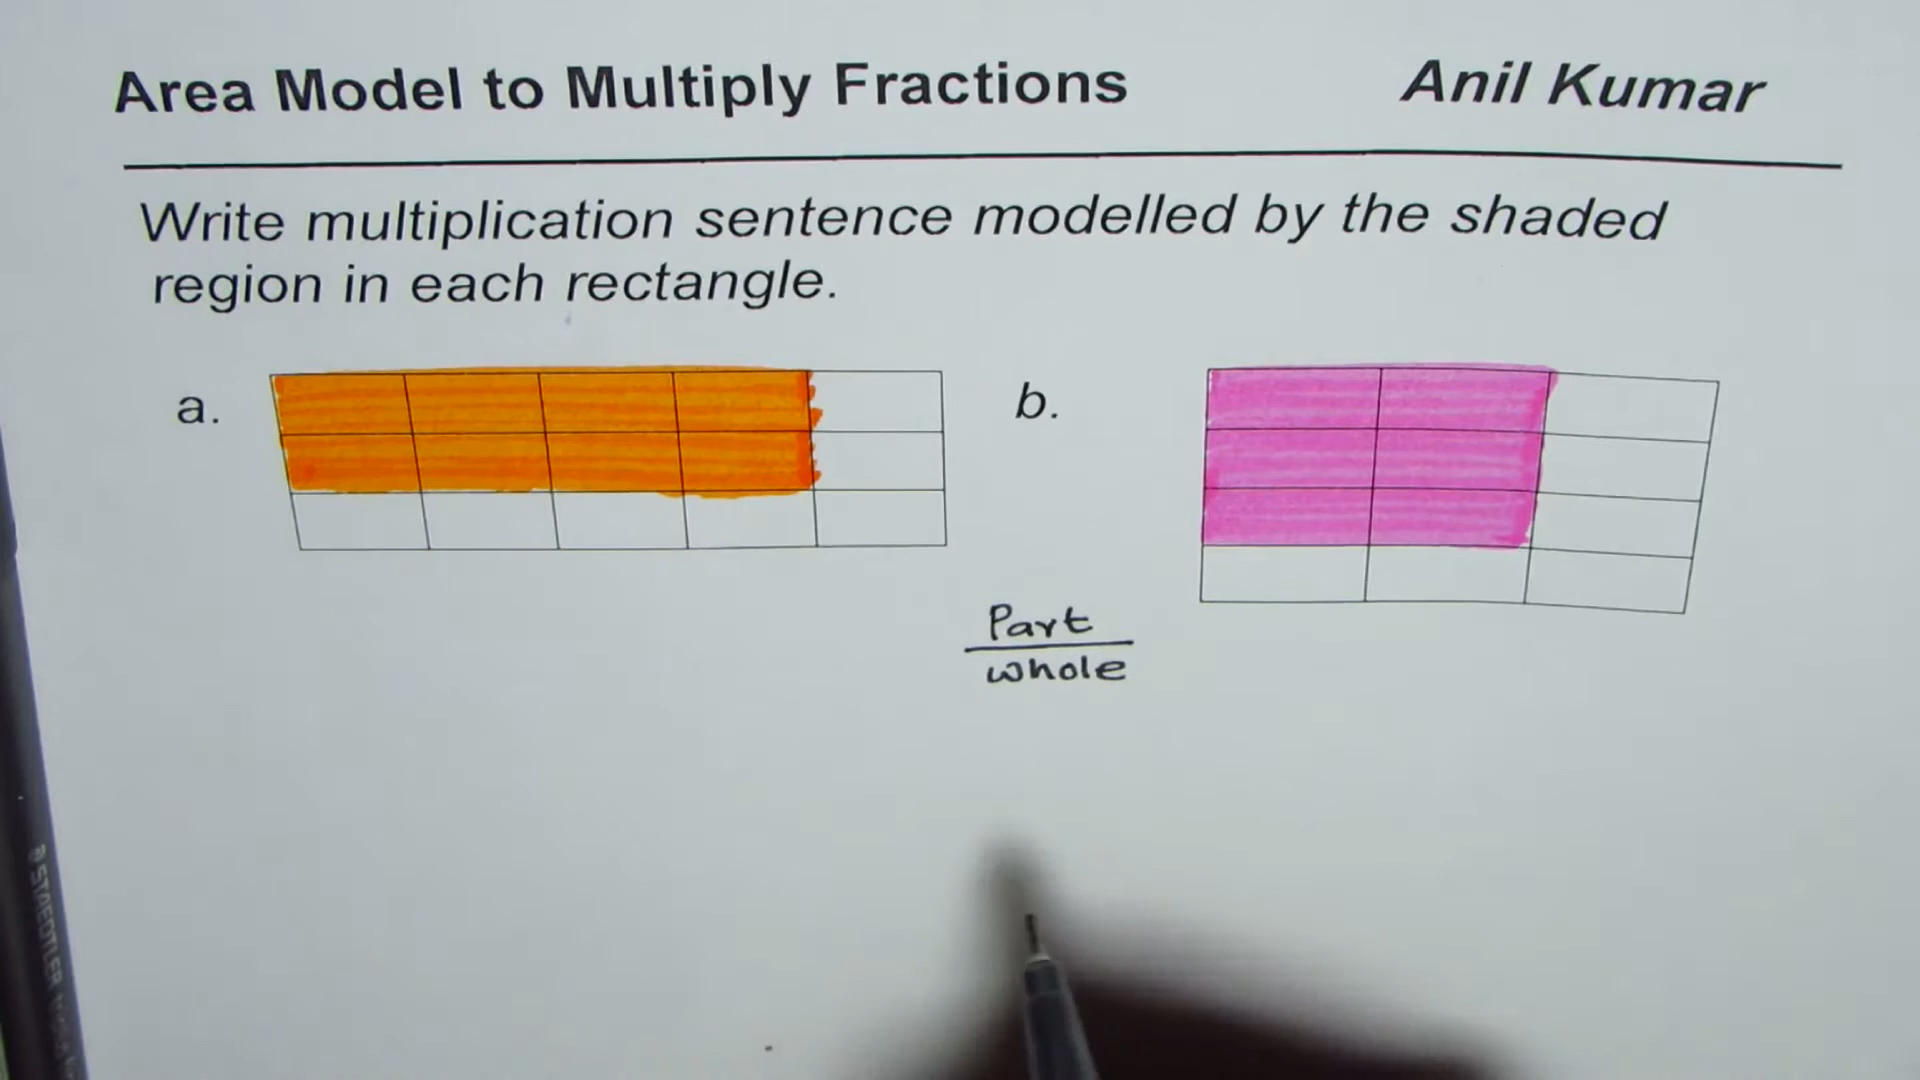 Area Model to Multiply Fractions
Anil Kumar
Write multiplication sentence modelled by the shaded
region in each rectangle.
a.
b.
Part
whole
STAEDTLER